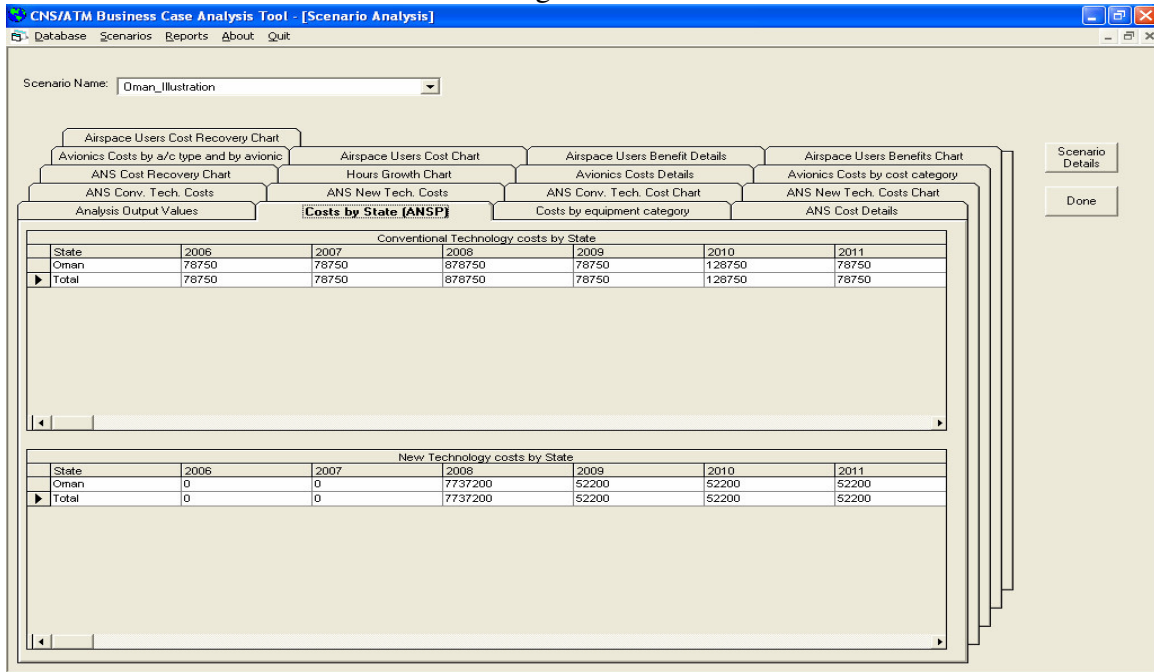 CNS/ATM Business Case Analysis Tool - [Scenario Analysis]
Database Scenarios Reports About Quit
Scenario Name: Oman_Illustration
Airspace Users Cost Recovery Chart
Avionics Costs by a/c type and by avionic Airspace Users Cost Chart Airspace Users Benefit Details Airspace Users Benefits Chart
Scenario Details
ANS Cost Recovery Chart Hours Growth Chart Avionics Costs Details Avionics Costs by cost category
ANS Conv. Tech. Costs ANS New Tech. Costs ANS Conv. Tech. Cost Chart ANS New Tech. Costs Chart
Done
Analysis Output Values Costs by State (ANSP) Costs by equipment category ANS Cost Details
Conventional Technology costs by State
State 2006 2007 2008 2009 2010 2011
Oman 78750 78750 878750 78750 128750 78750
Total 78750 78750 878750 78750 128750 78750
New Technology costs by State
State 2006 2007 2008 2009 2010 2011
Oman 0 0 7737200 52200 52200 52200
Total 0 0 7737200 52200 52200 52200